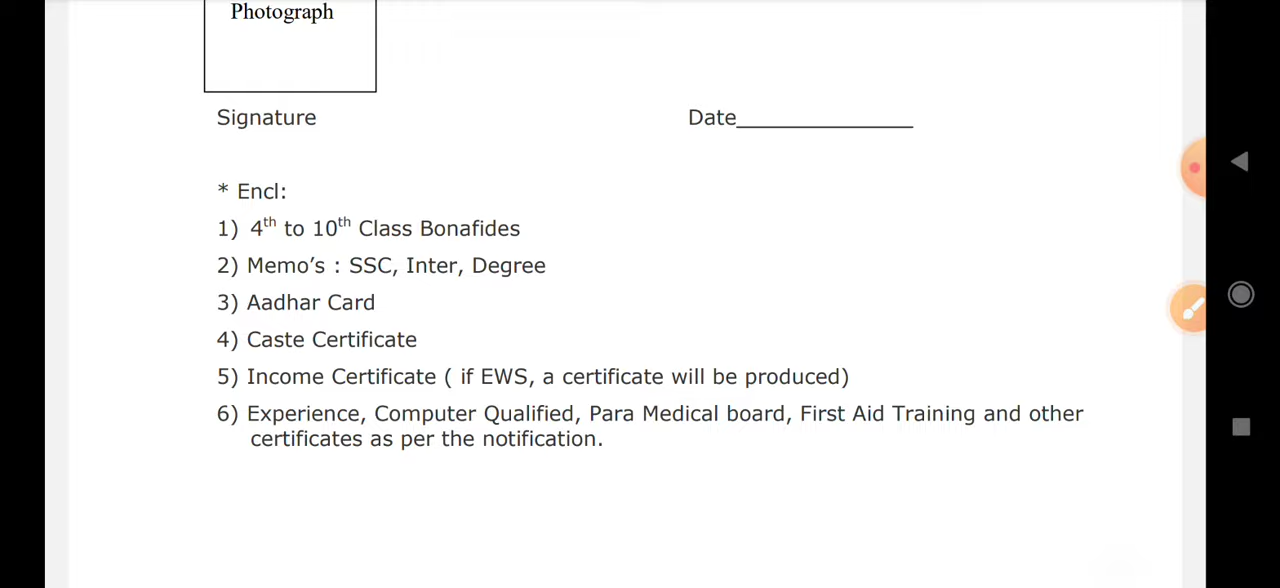 Photograph
Signature Date_______________
* Encl:
1) 4th to 10th Class Bonafides
2) Memo's : SSC, Inter, Degree
3) Aadhar Card
4) Caste Certificate
5) Income Certificate ( if EWS, a certificate will be produced)
6) Experience, Computer Qualified, Para Medical board, First Aid Training and other
certificates as per the notification.